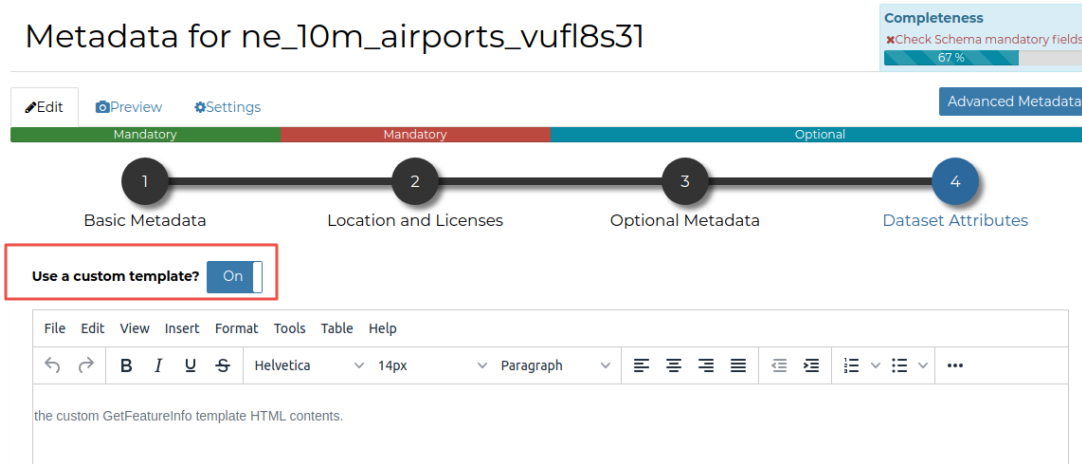 Metadata for ne_10m_airports_vufl8s31
Completeness
✖Check Schema mandatory fields
67 %
Edit Preview Settings
Advanced Metadata
Mandatory Mandatory Optional
1 2 3 4
Basic Metadata Location and Licenses Optional Metadata Dataset Attributes
Use a custom template? On
File Edit View Insert Format Tools Table Help
B I U S Helvetica 14px Paragraph
the custom GetFeatureInfo template HTML contents.